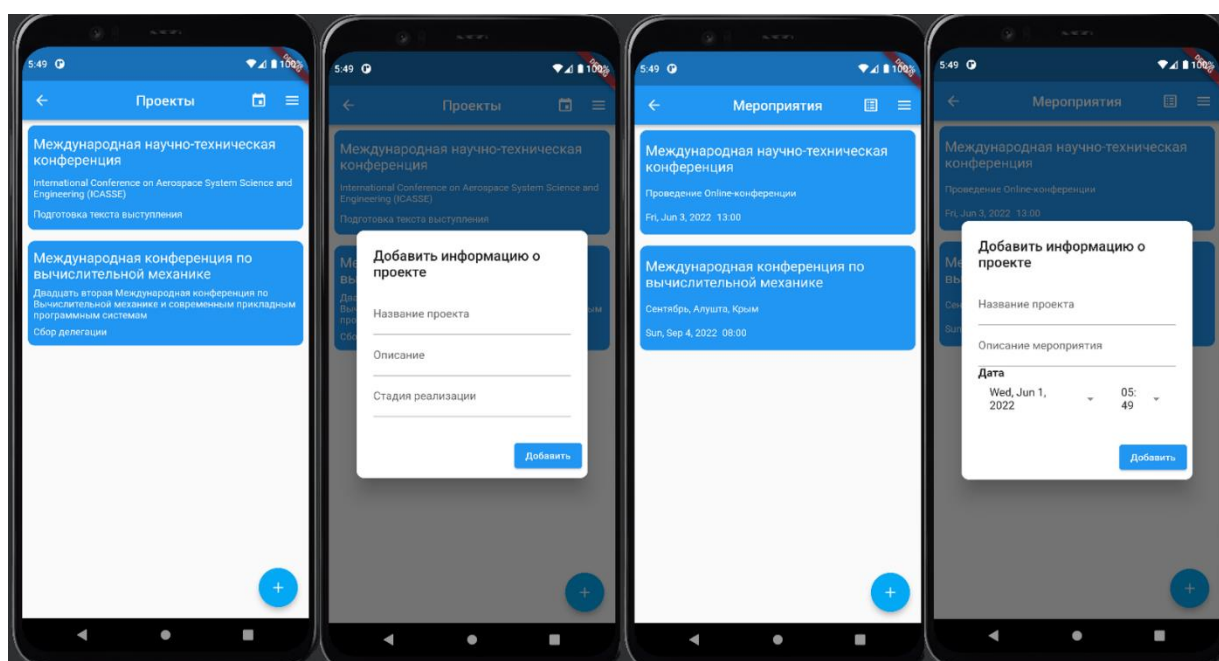 5:49
100%
DEBUG
Проекты
Международная научно-техническая
конференция
International Conference on Aerospace System Science and
Engineering (ICASSE)
Подготовка текста выступления
Международная конференция по
вычислительной механике
Двадцать вторая Международная конференция по
Вычислительной механике и современным прикладным
программным системам
Сбор делегации
+
5:49
100%
Проекты
Международная научно-техническая
конференция
International Conference on Aerospace System Science and
Engineering (ICASSE)
Подготовка текста выступления
Добавить информацию о
проекте
Название проекта
Описание
Стадия реализации
Добавить
+
5:49
100%
Мероприятия
Международная научно-техническая
конференция
Проведение Online-конференции
Fri, Jun 3, 2022 13:00
Международная конференция по
вычислительной механике
Сентябрь, Алушта, Крым
Sun, Sep 4, 2022 08:00
+
5:49
100%
Мероприятия
Международная научно-техническая
конференция
Проведение Online-конференции
Fri, Jun 3, 2022 13:00
Добавить информацию о
проекте
Название проекта
Описание мероприятия
Дата
Wed, Jun 1,
2022
05:
49
Добавить
+